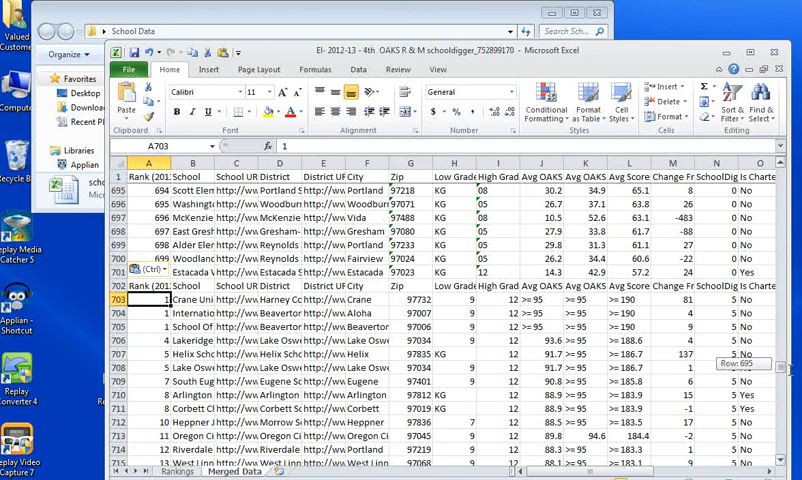 Valued
Customer
Computer
Recycle Bin
Replay Media
Catcher 5
Applian -
Shortcut
Replay
Converter 4
Replay Video
Capture 7
School Data
Search Sch...
Organize
Favorites
Desktop
Downloa
Recent Pl
Libraries
Applian
EI- 2012-13 - 4th OAKS R & M schooldigger_752899170 - Microsoft Excel
File Home Insert Page Layout Formulas Data Review View
Paste Calibri 11 General Conditional Formatting Format as Table Cell Styles Insert Delete Format Sort & Filter Find & Select
B I U $ %
Clipboard Font Alignment Number Styles Cells Editing
A703 fx 1
A B C D E F G H I J K L M N O
1 Rank (201 School School UR District District UR City Zip Low Grade High Grad Avg OAKS Avg OAKS Avg Score Change Fr SchoolDig Is Charte
695 694 Scott Elem http://ww Portland S http://ww Portland 97218 KG 08 30.2 34.9 65.1 8 0 No
696 695 Washingto http://ww Woodburn http://ww Woodburn 97071 KG 05 26.7 37.1 63.8 26 0 No
697 696 McKenzie http://ww McKenzie http://ww Vida 97488 KG 06 10.5 52.6 63.1 -483 0 No
698 697 http://ww Gresham- http://ww Gresham 97080 KG 05 27.9 33.8 61.7 -88 0 No
699 698 Alder Elem http://ww Reynolds http://ww Portland 97233 KG 05 29.8 31.3 61.1 27 0 No
700 699 Woodlanc http://ww Reynolds http://ww Fairview 97024 KG 05 26.2 34.4 60.6 -22 0 No
701 (Ctrl) Estacada V http://ww Estacada S http://ww Estacada 97023 KG 12 14.3 42.9 57.2 24 0 Yes
702 Rank (201 School School UR District District UR City Zip Low Grade High Grad Avg OAKS Avg OAKS Avg Score Change Fr SchoolDig Is Charte
703 1 Crane Uni http://ww Harney Co http://ww Crane 97732 9 12 >= 95 >= 95 >= 190 81 5 No
704 1 Internatio http://ww Beaverton http://ww Aloha 97007 9 12 >= 95 >= 95 >= 190 4 5 No
705 1 School Of http://ww Beaverton http://ww Beaverton 97006 9 12 >= 95 >= 95 >= 190 9 5 No
706 4 Lakeridge http://ww Lake Oswe http://ww Lake Oswe 97034 9 12 93.6 >= 95 >= 188.6 4 5 No
707 5 Helix Scho http://ww Helix http://ww Helix 97835 KG 12 91.7 >= 95 >= 186.7 137 5 No
708 5 Lake Oswe http://ww Lake Oswe http://ww Lake Oswe 97034 9 12 91.7 >= 95 >= 186.7 1 5 No
Row: 695
709 7 South Eug http://ww Eugene S http://ww Eugene 97401 9 12 90.8 >= 95 >= 185.8 6 5 No
710 8 Arlington http://ww Arlington http://ww Arlington 97812 KG 12 88.9 >= 95 >= 183.9 15 5 Yes
711 8 Corbett Cl http://ww Corbett S http://ww Corbett 97019 KG 12 88.9 >= 95 >= 183.9 -1 5 Yes
712 10 Heppner http://ww Morrow S http://ww Heppner 7 12 88.9 >= 95 >= 183.9 5 No
713 11 Oregon Ci http://ww Oregon Ci http://ww Oregon Ci 97045 9 12 89.8 94.6 184.4 -2 5 No
714 12 Riverdale http://ww Riverdale http://ww Portland 97219 9 12 88.3 >= 95 >= 183.3 1 5 No
715 13 West Linn http://ww West Linn http://ww West Linn 97068 9 12 5 No
Rankings Merged Data